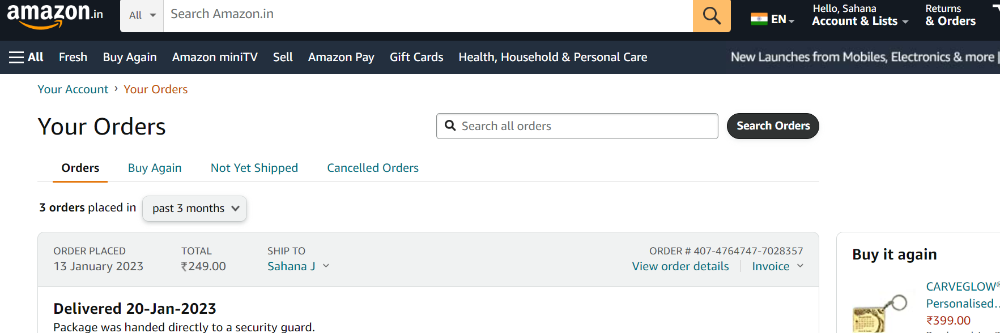 amazon.in
All
Search Amazon.in
EN
Hello, Sahana
Account & Lists
Returns
& Orders
All Fresh Buy Again Amazon miniTV Sell Amazon Pay Gift Cards Health, Household & Personal Care New Launches from Mobiles, Electronics & more |
Your Account › Your Orders
Your Orders
Search all orders
Search Orders
Orders Buy Again Not Yet Shipped Cancelled Orders
3 orders placed in past 3 months
ORDER PLACED TOTAL SHIP TO ORDER # 407-4764747-7028357
13 January 2023 ₹249.00 Sahana J View order details | Invoice
Delivered 20-Jan-2023
Package was handed directly to a security guard.
Buy it again
CARVEGLOW®
Personalised…
₹399.00